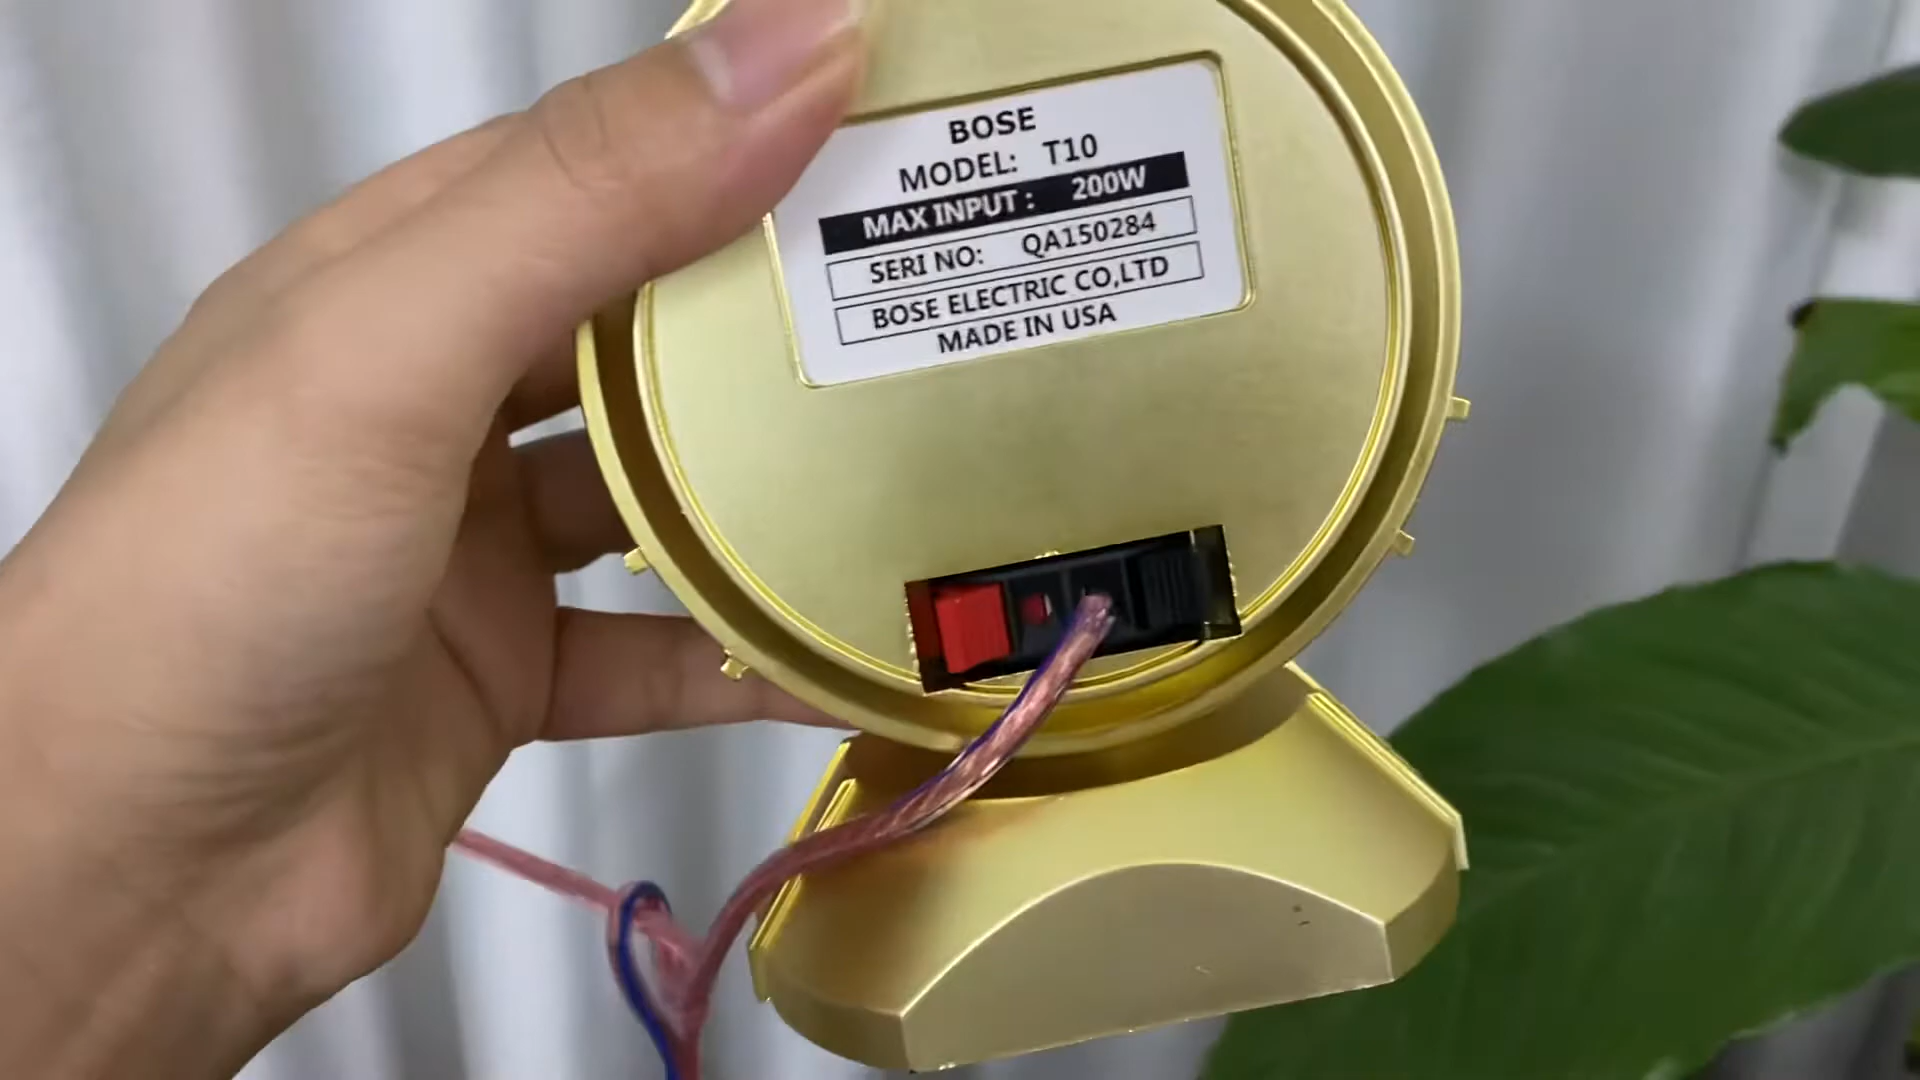 BOSE
MODEL: T10
MAX INPUT : 200W
SERI NO: QA150284
BOSE ELECTRIC CO,LTD
MADE IN USA